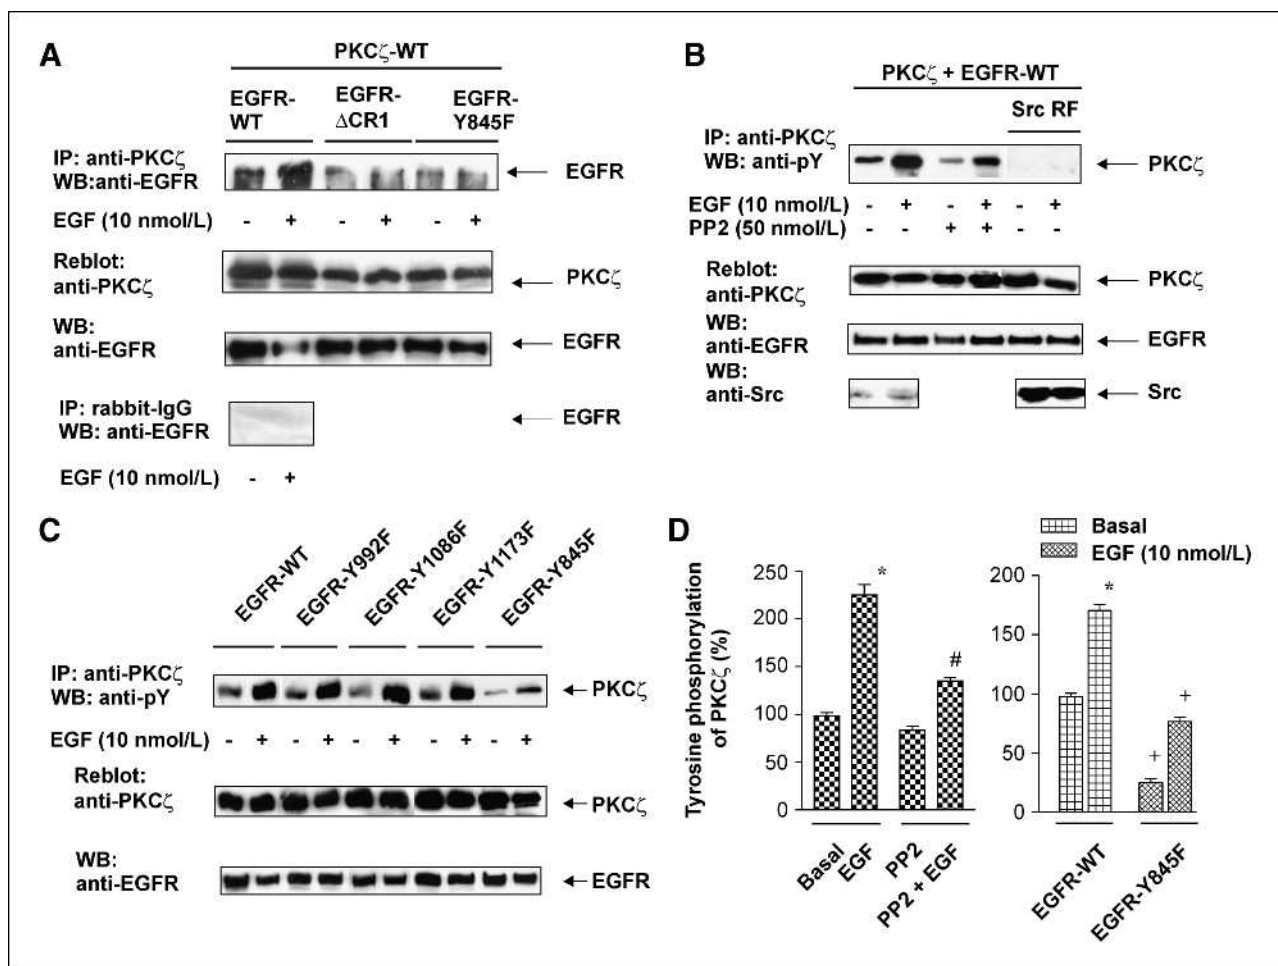 A
PKCζ-WT
EGFR-
WT
EGFR-
ΔCR1
EGFR-
Y845F
IP: anti-PKCζ
WB:anti-EGFR
EGFR
EGF (10 nmol/L)
- + - + - +
Reblot:
anti-PKCζ
PKCζ
WB:
anti-EGFR
EGFR
IP: rabbit-IgG
WB: anti-EGFR
EGFR
EGF (10 nmol/L)
- +
B
PKCζ + EGFR-WT
Src RF
IP: anti-PKCζ
WB: anti-pY
PKCζ
EGF (10 nmol/L) - + - + - +
PP2 (50 nmol/L) - - + + - -
Reblot:
anti-PKCζ
PKCζ
WB:
anti-EGFR
EGFR
WB:
anti-Src
Src
C
EGFR-WT
EGFR-Y992F
EGFR-Y1086F
EGFR-Y1173F
EGFR-Y845F
IP: anti-PKCζ
WB: anti-pY
PKCζ
EGF (10 nmol/L) - + - + - + - + - +
Reblot:
anti-PKCζ
PKCζ
WB:
anti-EGFR
EGFR
D
Basal
EGF (10 nmol/L)
Tyrosine phosphorylation
of PKCζ (%)
250
200
150
100
50
0
*
#
Basal
EGF
PP2
PP2 + EGF
200
150
100
50
0
*
+
+
EGFR-WT
EGFR-Y845F